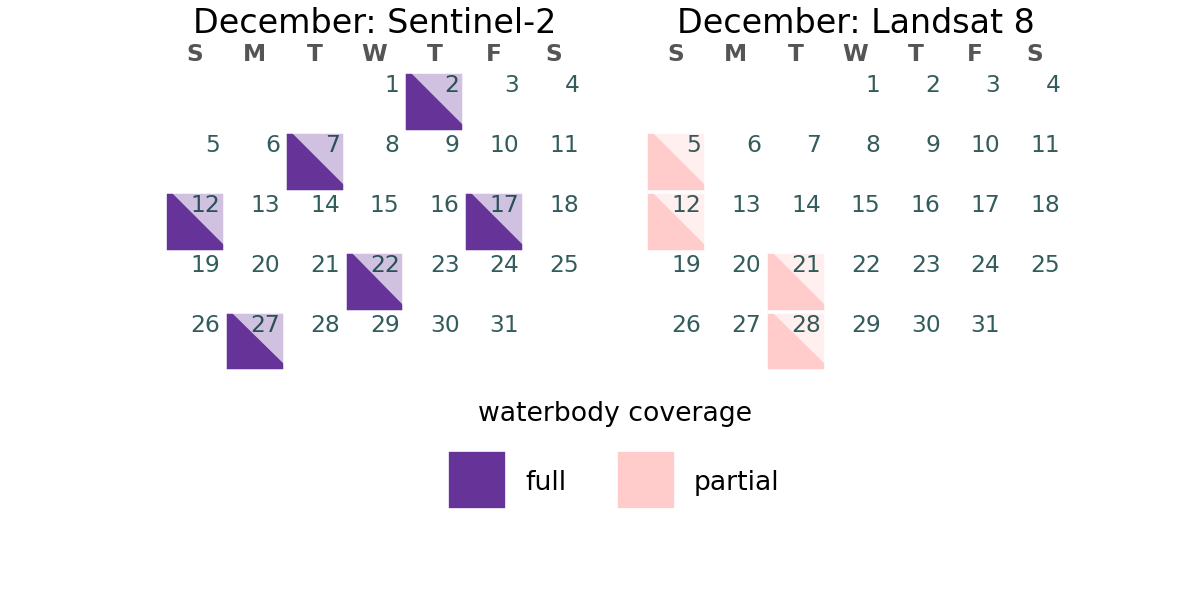 December: Sentinel-2
S M T W T F S
1 2 3 4
5 6 7 8 9 10 11
12 13 14 15 16 17 18
19 20 21 22 23 24 25
26 27 28 29 30 31
December: Landsat 8
S M T W T F S
1 2 3 4
5 6 7 8 9 10 11
12 13 14 15 16 17 18
19 20 21 22 23 24 25
26 27 28 29 30 31
waterbody coverage
full
partial